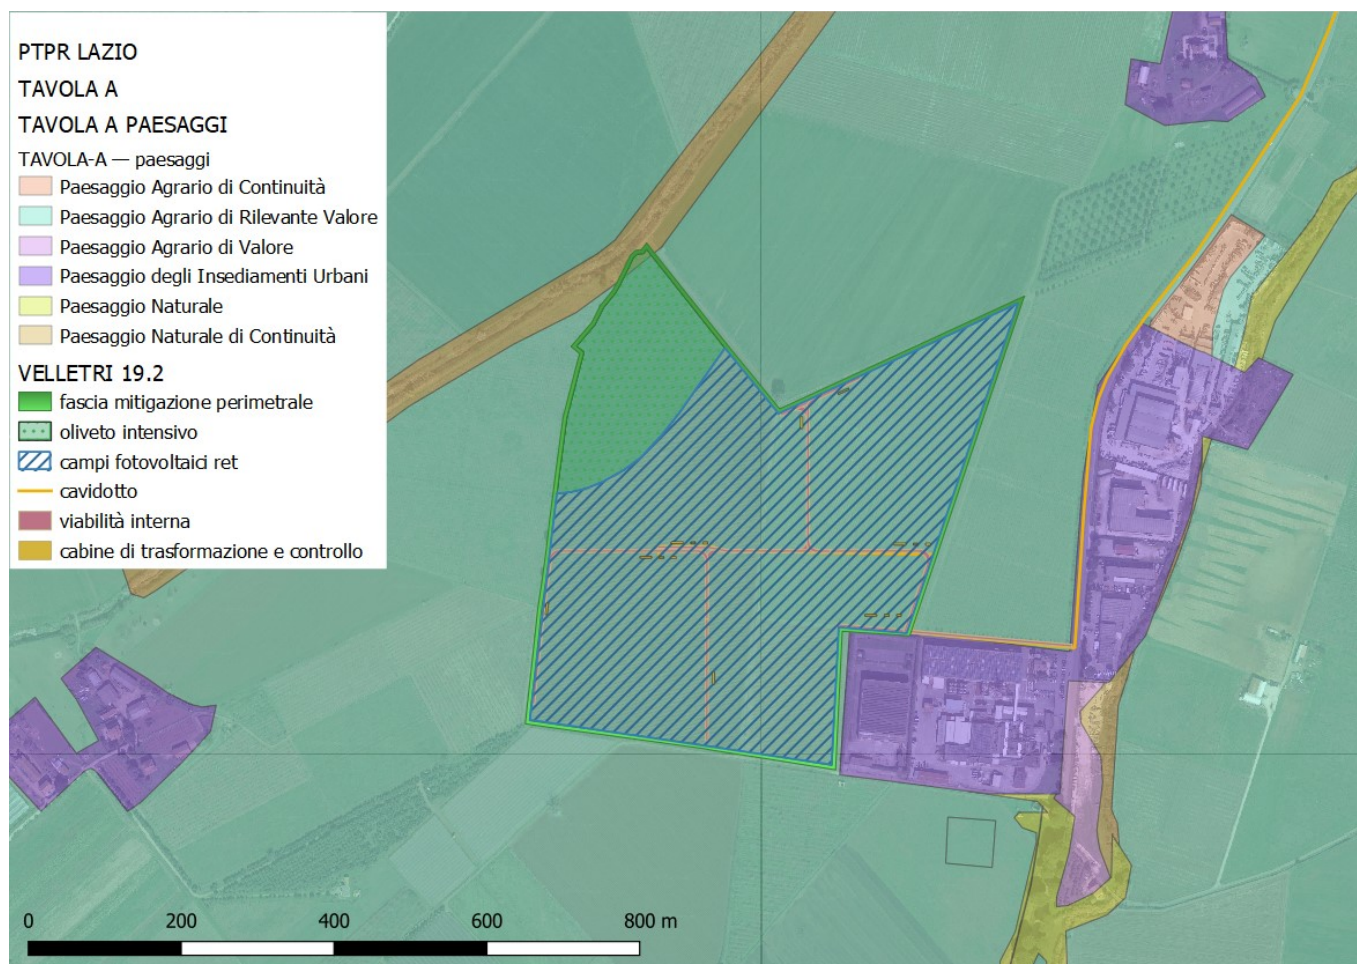 PTPR LAZIO
TAVOLA A
TAVOLA A PAESAGGI
TAVOLA-A — paesaggi
Paesaggio Agrario di Continuità
Paesaggio Agrario di Rilevante Valore
Paesaggio Agrario di Valore
Paesaggio degli Insediamenti Urbani
Paesaggio Naturale
Paesaggio Naturale di Continuità
VELLETRI 19.2
fascia mitigazione perimetrale
oliveto intensivo
campi fotovoltaici ret
cavidotto
viabilità interna
cabine di trasformazione e controllo
0 200 400 600 800 m